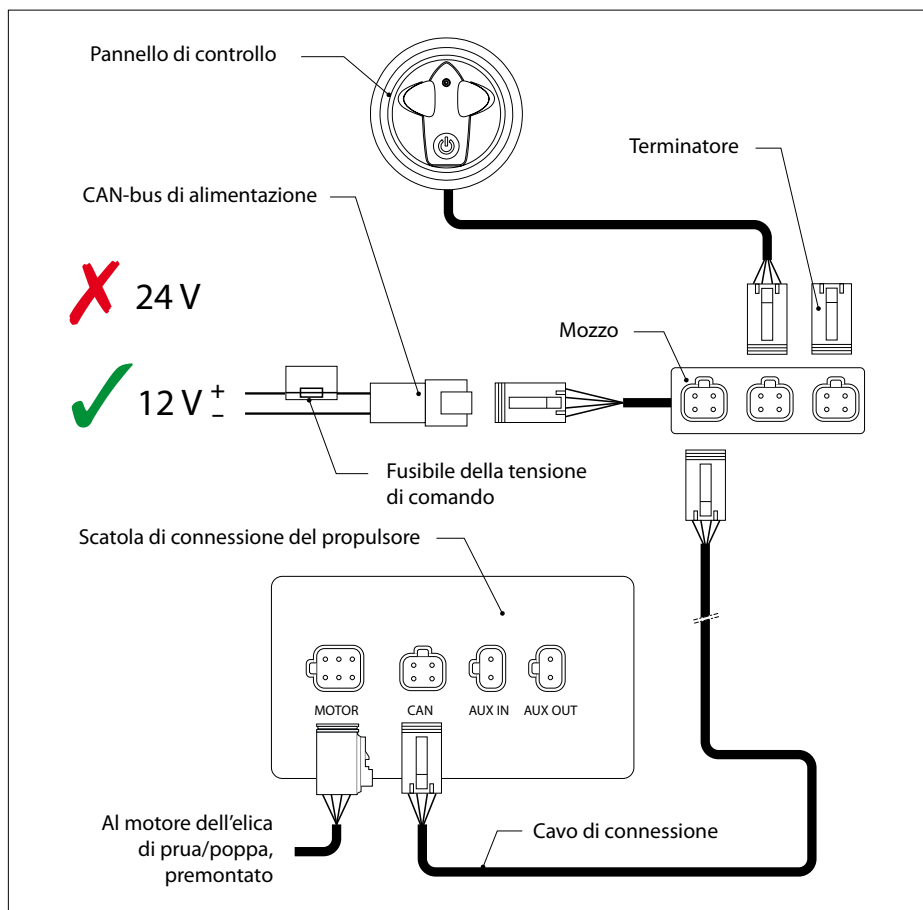 Pannello di controllo
Terminatore
CAN-bus di alimentazione
24 V
Mozzo
12 V + –
Fusibile della tensione
di comando
Scatola di connessione del propulsore
MOTOR
CAN
AUX IN
AUX OUT
Al motore dell’elica
di prua/poppa,
premontato
Cavo di connessione